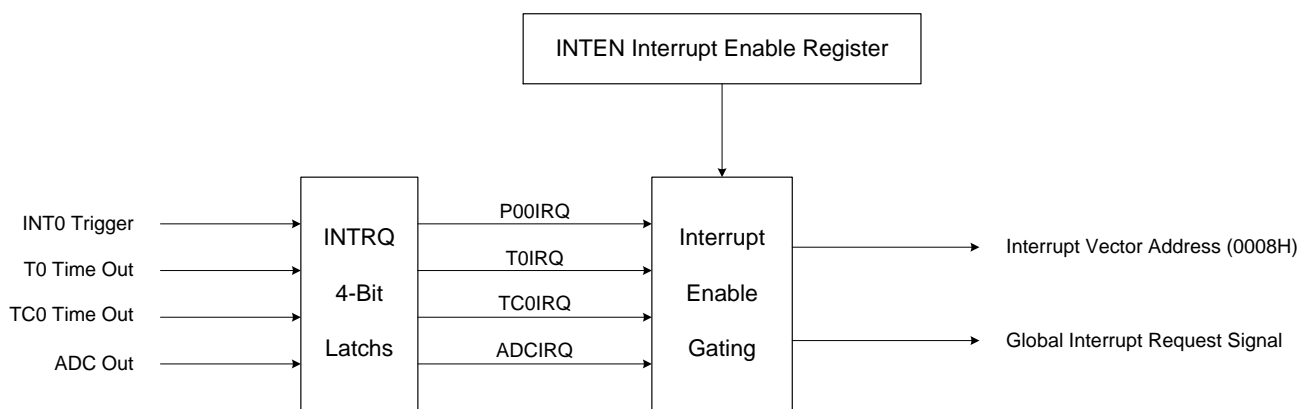 INTEN Interrupt Enable Register
INT0 Trigger
T0 Time Out
TC0 Time Out
ADC Out
INTRQ
4-Bit
Latchs
P00IRQ
T0IRQ
TC0IRQ
ADCIRQ
Interrupt
Enable
Gating
Interrupt Vector Address (0008H)
Global Interrupt Request Signal